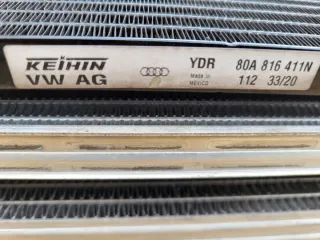 KEIHIN YDR 80A 816 411N
VW AG MADE IN MEXICO 112 33/20